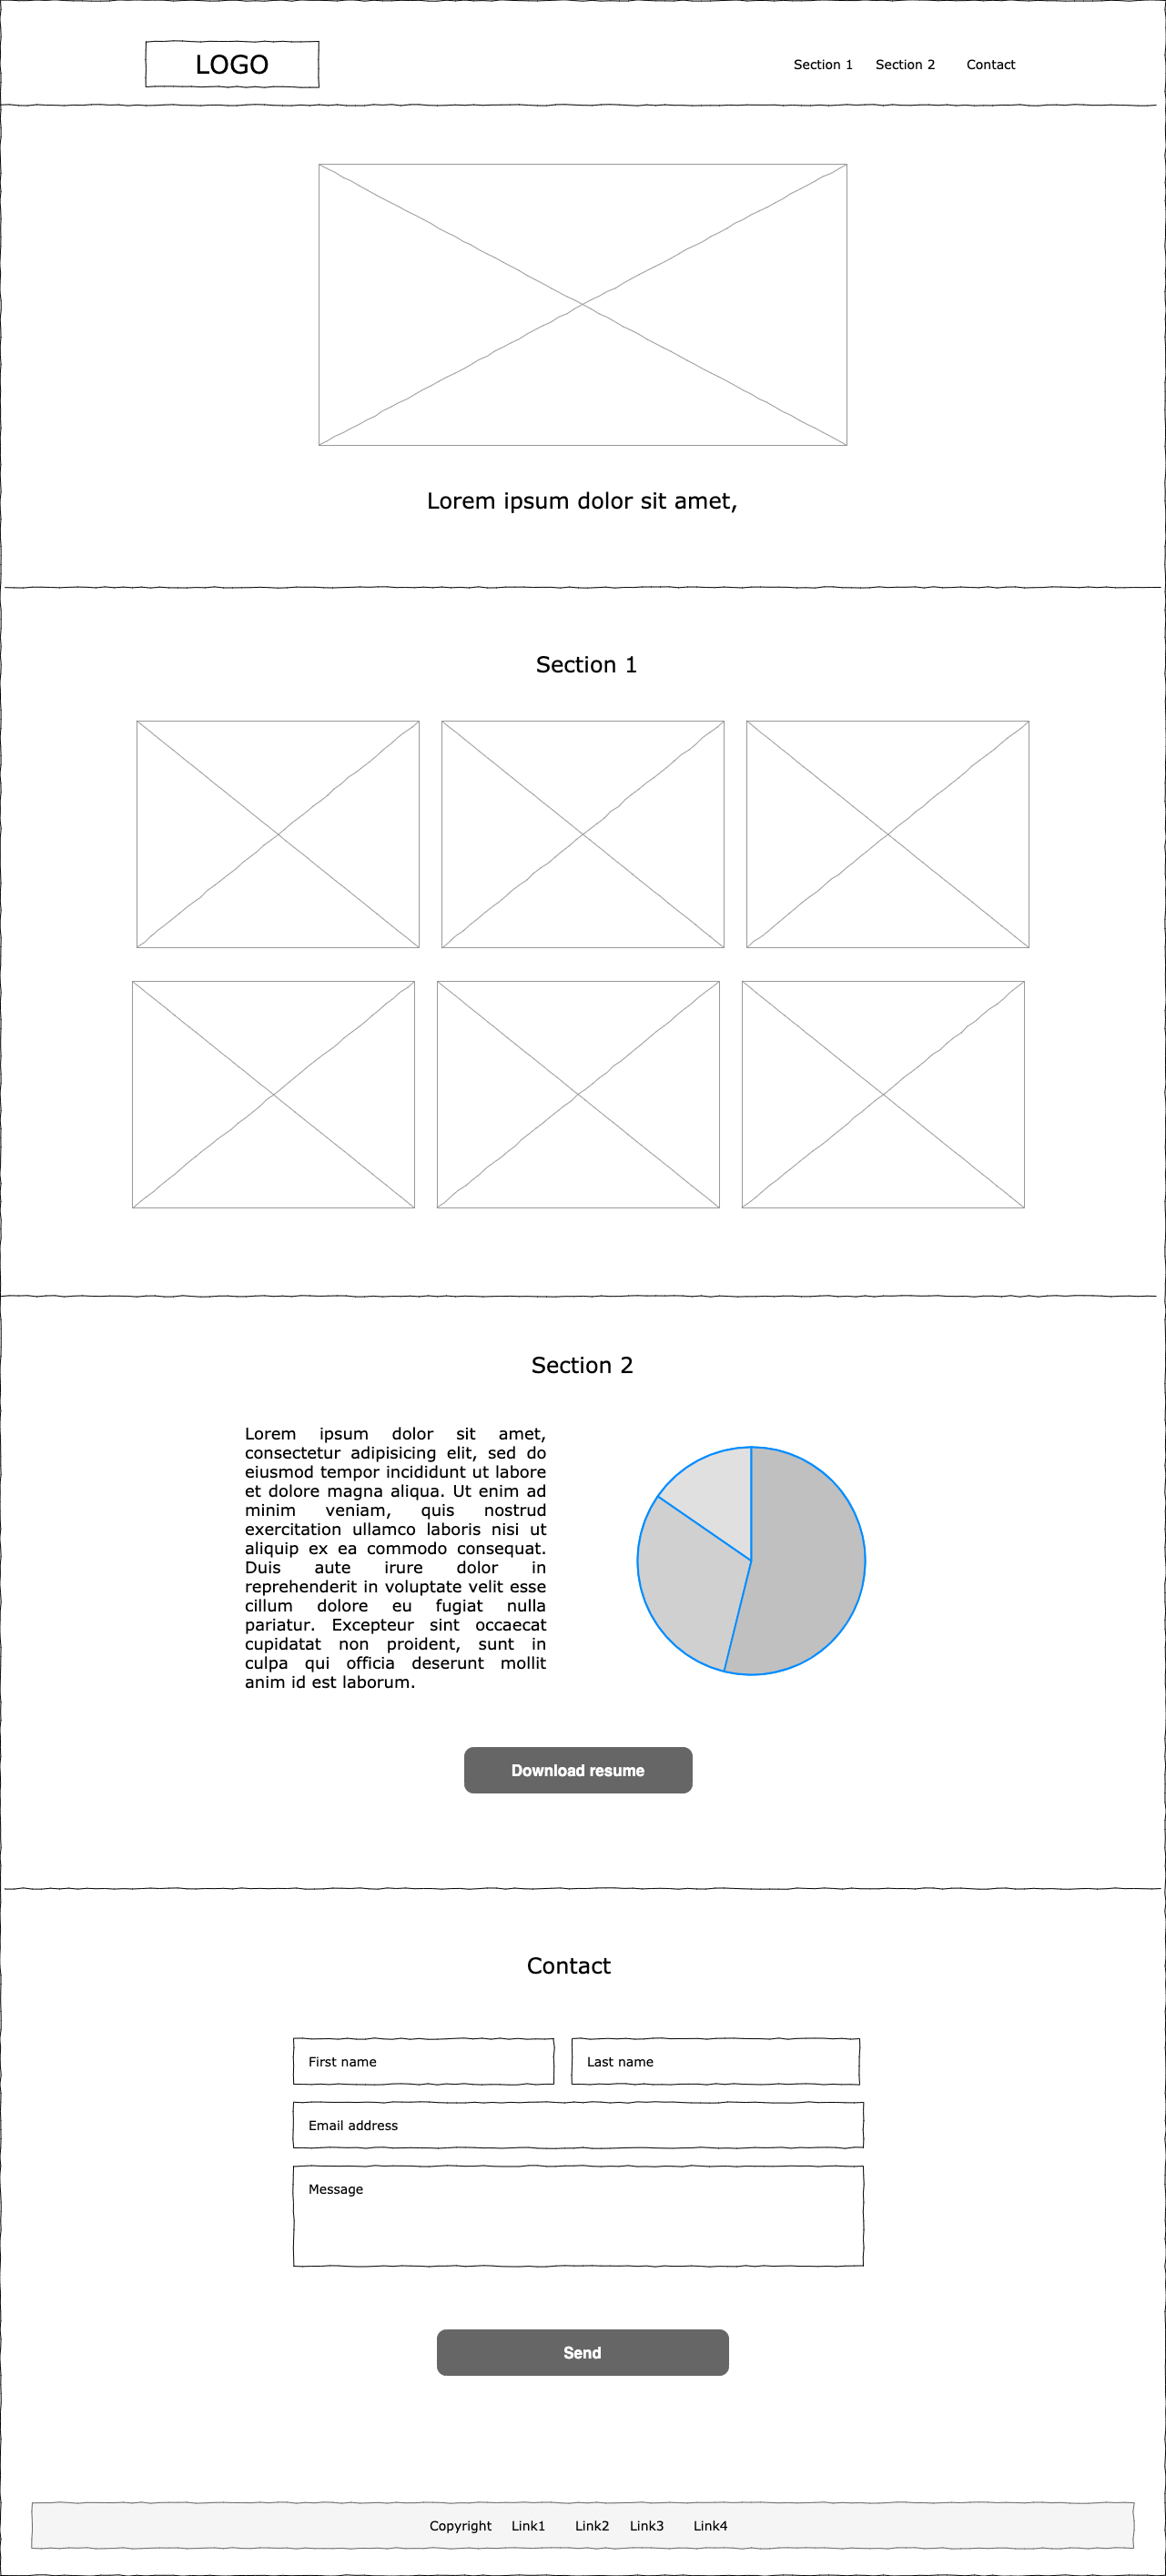 LOGO
Section 1
Section 2
Contact
Lorem ipsum dolor sit amet,
Section 1
Section 2
Lorem ipsum dolor sit amet,
consectetur adipisicing elit, sed do
eiusmod tempor incididunt ut labore
et dolore magna aliqua. Ut enim ad
minim veniam, quis nostrud
exercitation ullamco laboris nisi ut
aliquip ex ea commodo consequat.
Duis aute irure dolor in
reprehenderit in voluptate velit esse
cillum dolore eu fugiat nulla
pariatur. Excepteur sint occaecat
cupidatat non proident, sunt in
culpa qui officia deserunt mollit
anim id est laborum.
Download resume
Contact
First name
Last name
Email address
Message
Send
Copyright Link1 Link2 Link3 Link4